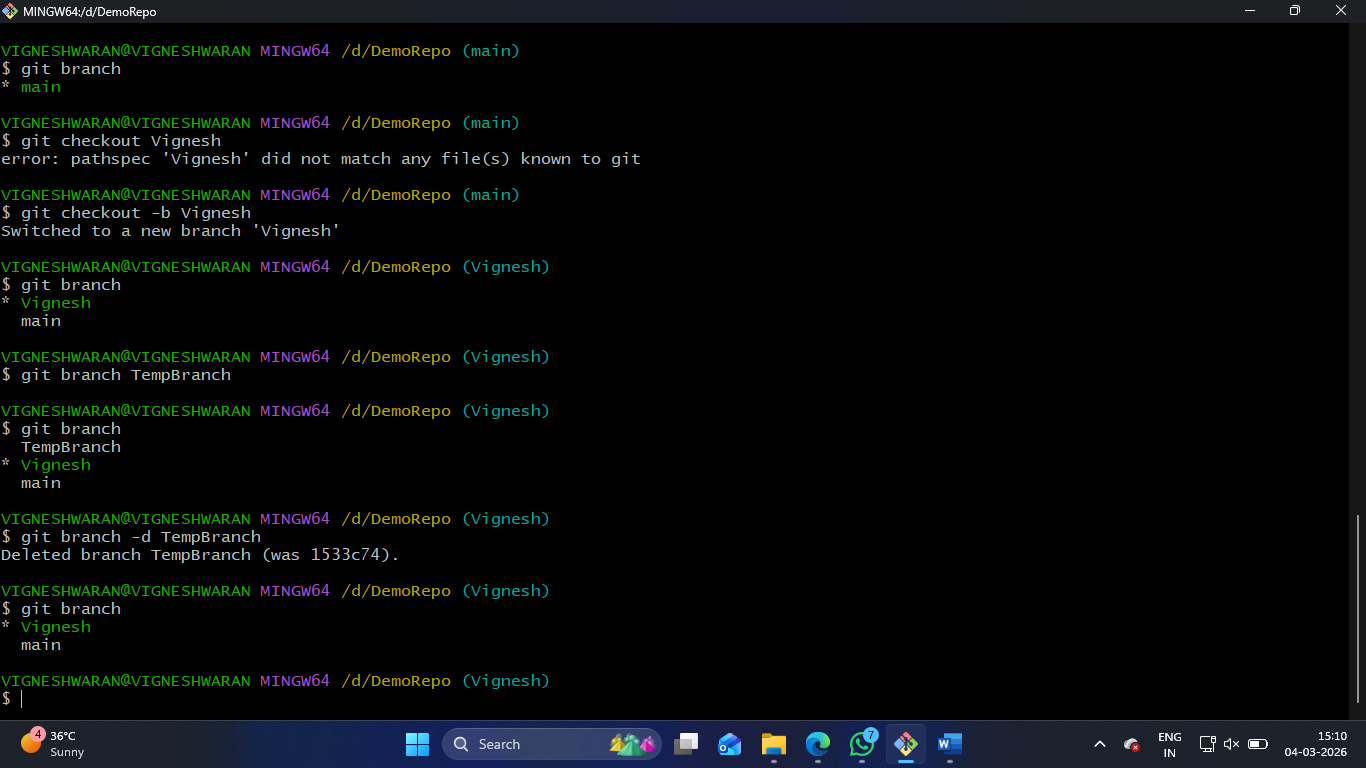 MINGW64:/d/DemoRepo
VIGNESHWARAN@VIGNESHWARAN MINGW64 /d/DemoRepo (main)
$ git branch
* main
VIGNESHWARAN@VIGNESHWARAN MINGW64 /d/DemoRepo (main)
$ git checkout Vignesh
error: pathspec 'Vignesh' did not match any file(s) known to git
VIGNESHWARAN@VIGNESHWARAN MINGW64 /d/DemoRepo (main)
$ git checkout -b Vignesh
Switched to a new branch 'Vignesh'
VIGNESHWARAN@VIGNESHWARAN MINGW64 /d/DemoRepo (Vignesh)
$ git branch
* Vignesh
  main
VIGNESHWARAN@VIGNESHWARAN MINGW64 /d/DemoRepo (Vignesh)
$ git branch TempBranch
VIGNESHWARAN@VIGNESHWARAN MINGW64 /d/DemoRepo (Vignesh)
$ git branch
  TempBranch
* Vignesh
  main
VIGNESHWARAN@VIGNESHWARAN MINGW64 /d/DemoRepo (Vignesh)
$ git branch -d TempBranch
Deleted branch TempBranch (was 1533c74).
VIGNESHWARAN@VIGNESHWARAN MINGW64 /d/DemoRepo (Vignesh)
$ git branch
* Vignesh
  main
VIGNESHWARAN@VIGNESHWARAN MINGW64 /d/DemoRepo (Vignesh)
$
4
36°C
Sunny
Search
7
ENG
IN
15:10
04-03-2026